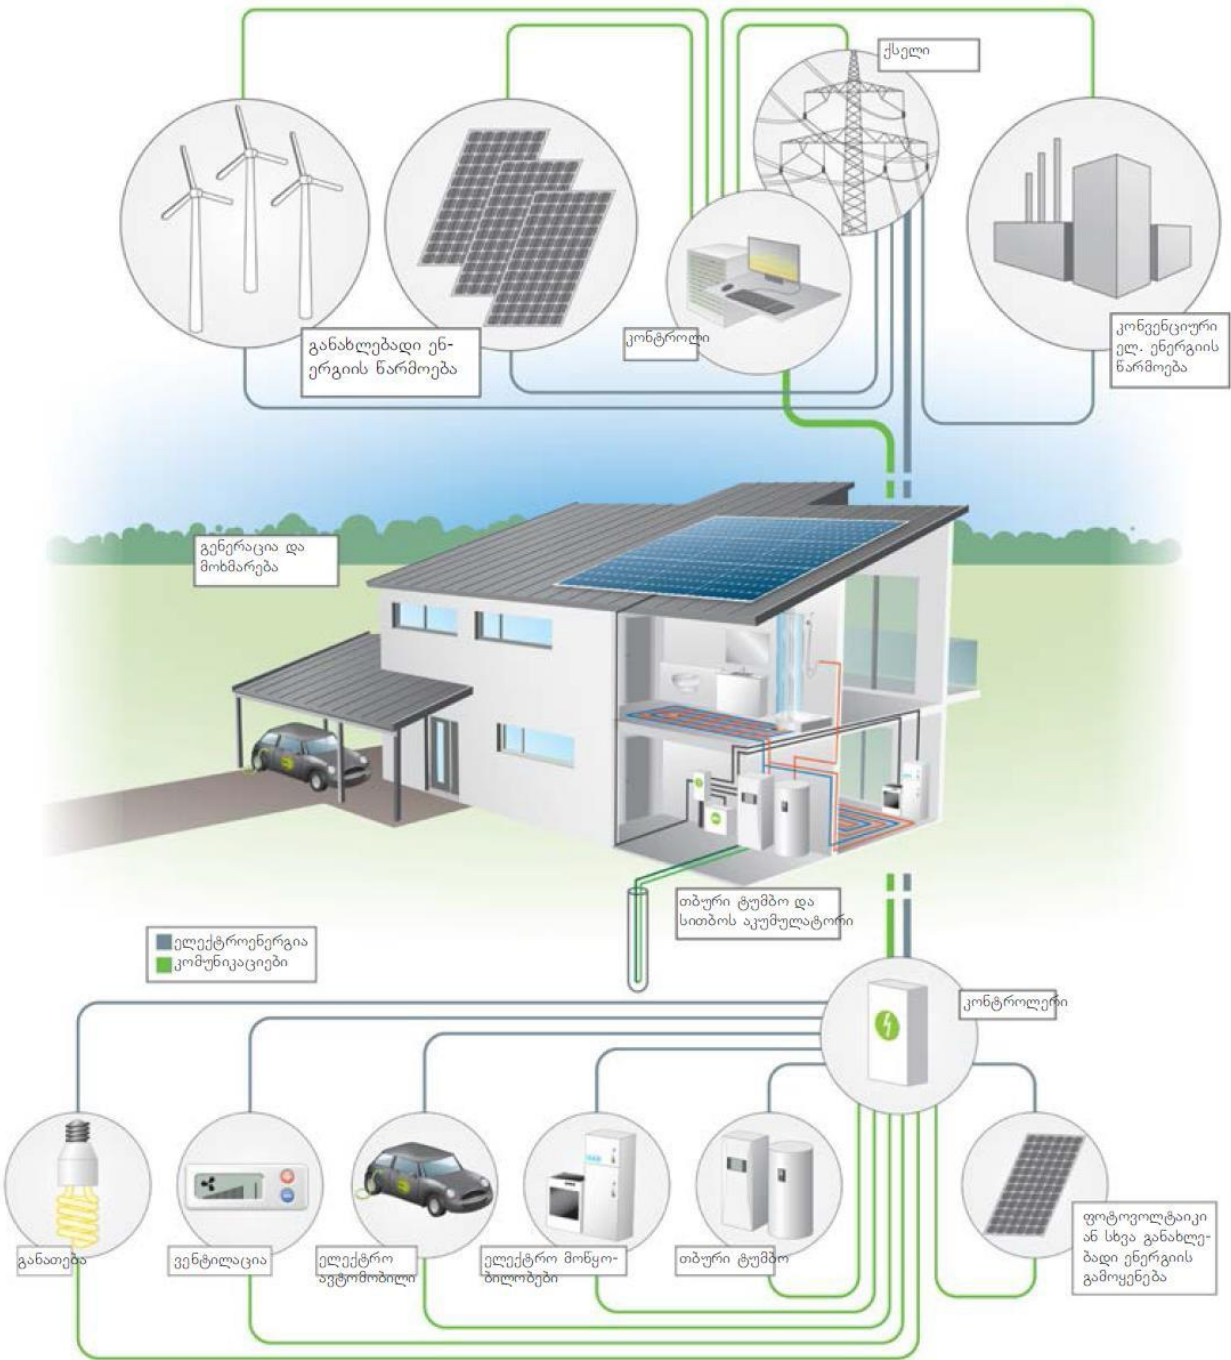 ქსელი
განახლებადი ენ-
ერგიის წარმოება
კონტროლი
კონვენციური
ელ. ენერგიის
წარმოება
გენერაცია და
მოხმარება
თბური ტუმბო და
სითბოს აკუმულატორი
ელექტროენერგია
კომუნიკაციები
კონტროლერი
განათება
ვენტილაცია
ელექტრო
ავტომობილი
ელექტრო მოწყო-
ბილობები
თბური ტუმბო
ფოტოვოლტაიკი
ან სხვა განახლე-
ბადი ენერგიის
გამოყენება